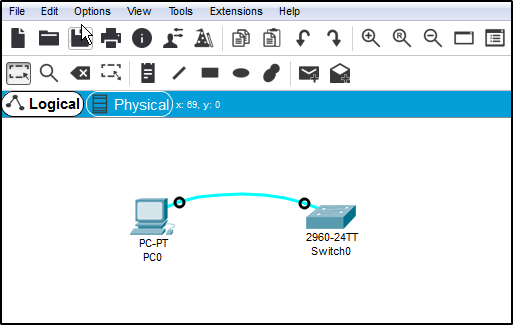 File Edit Options View Tools Extensions Help
Logical Physical x: 69, y: 0
PC-PT
PC0
2960-24TT
Switch0